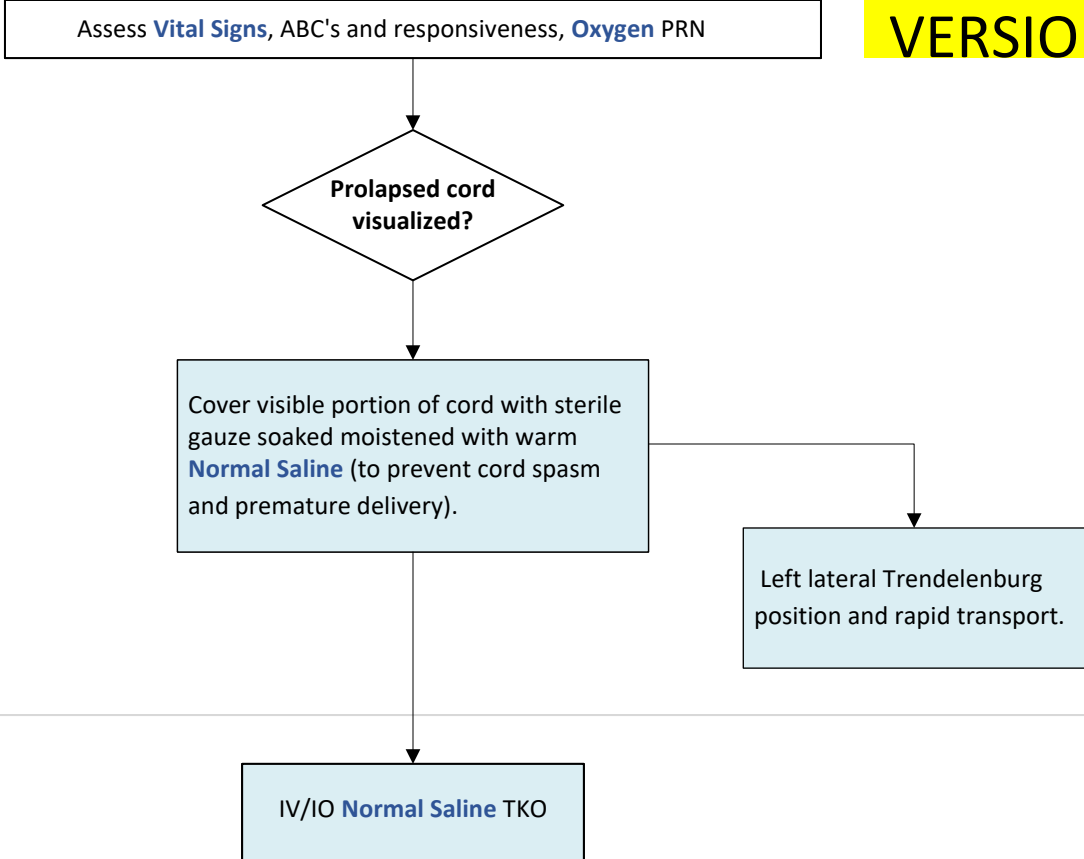 Assess Vital Signs, ABC's and responsiveness, Oxygen PRN
VERSIO
Prolapsed cord
visualized?
Cover visible portion of cord with sterile
gauze soaked moistened with warm
Normal Saline (to prevent cord spasm
and premature delivery).
Left lateral Trendelenburg
position and rapid transport.
IV/IO Normal Saline TKO